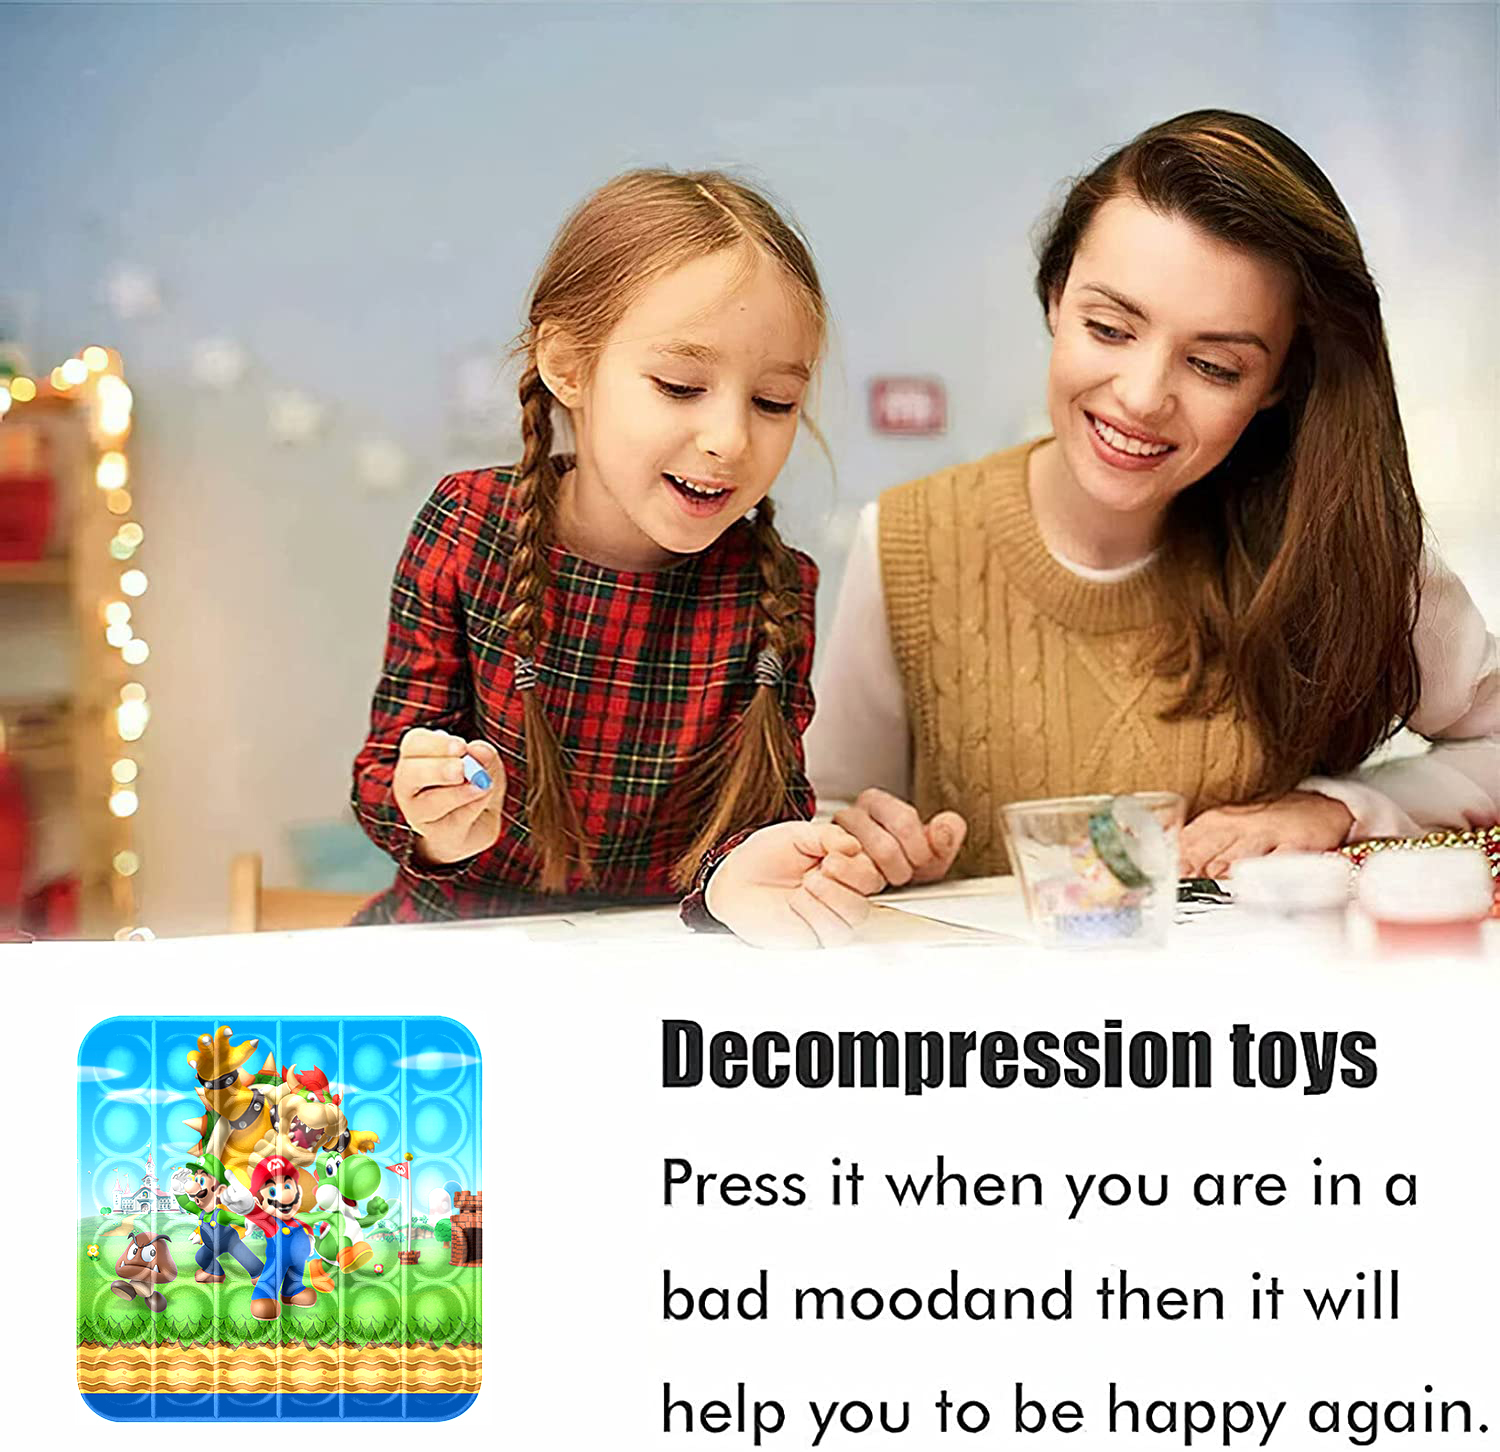 Decompression toys
Press it when you are in a
bad moodand then it will
help you to be happy again.